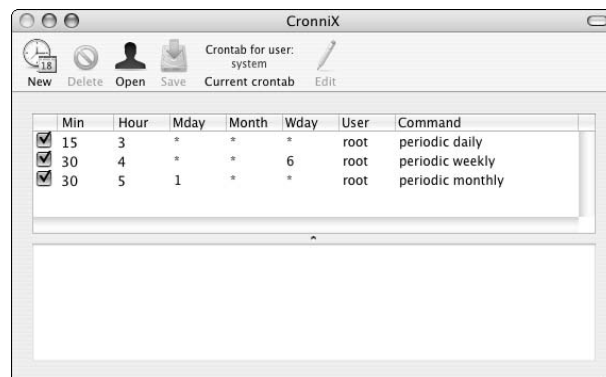 CronniX
Crontab for user:
system
18
New Delete Open Save Current crontab Edit
Min Hour Mday Month Wday User Command
15 3 * * * root periodic daily
30 4 * * 6 root periodic weekly
30 5 1 * * root periodic monthly